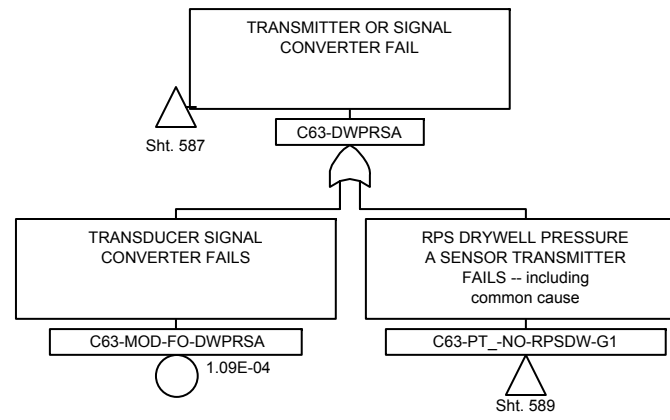 TRANSMITTER OR SIGNAL
CONVERTER FAIL
Sht. 587
C63-DWPRSA
TRANSDUCER SIGNAL
CONVERTER FAILS
C63-MOD-FO-DWPRSA
1.09E-04
RPS DRYWELL PRESSURE
A SENSOR TRANSMITTER
FAILS -- including
common cause
C63-PT_-NO-RPSDW-G1
Sht. 589